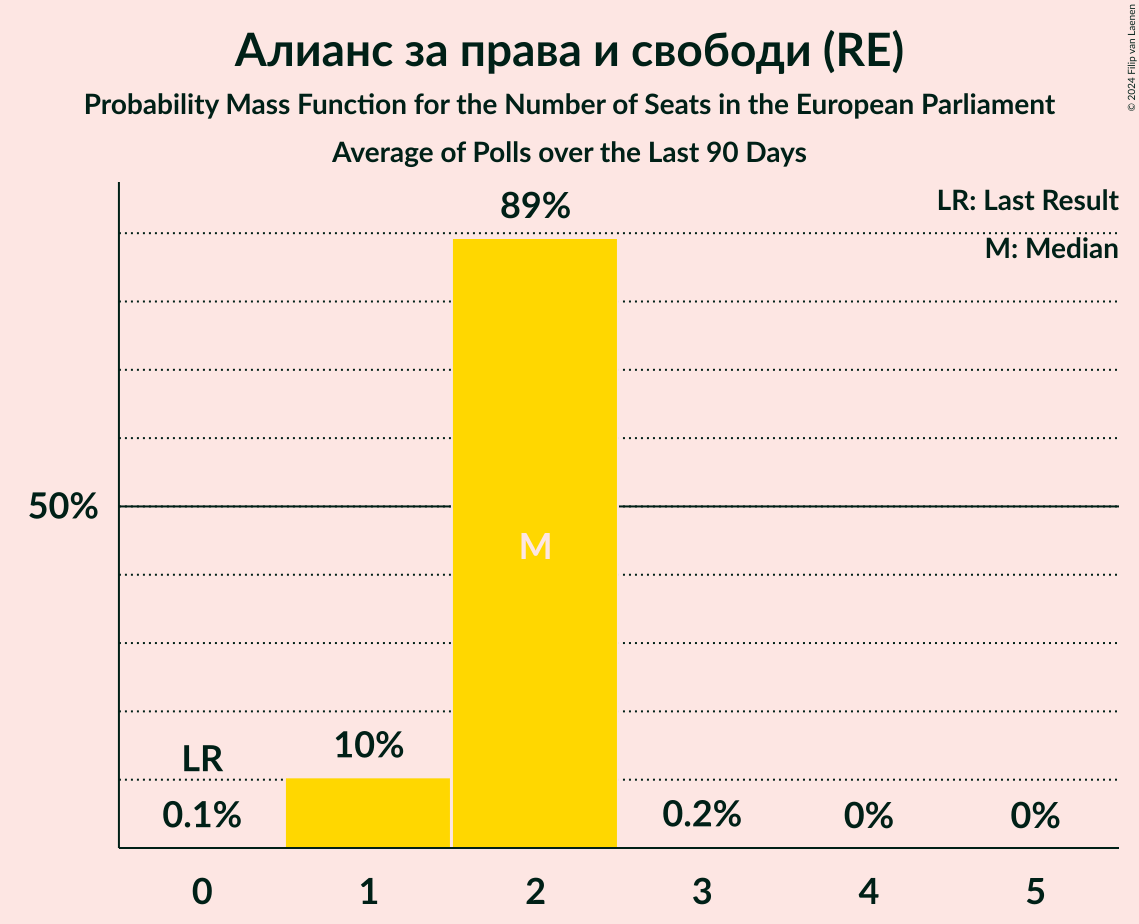 Алианс за права и свободи (RE)
Probability Mass Function for the Number of Seats in the European Parliament
Average of Polls over the Last 90 Days
© 2024 Filip van Laenen
LR: Last Result
M: Median
89%
50%
M
LR
10%
0.1%
0.2%
0%
0%
0
1
2
3
4
5